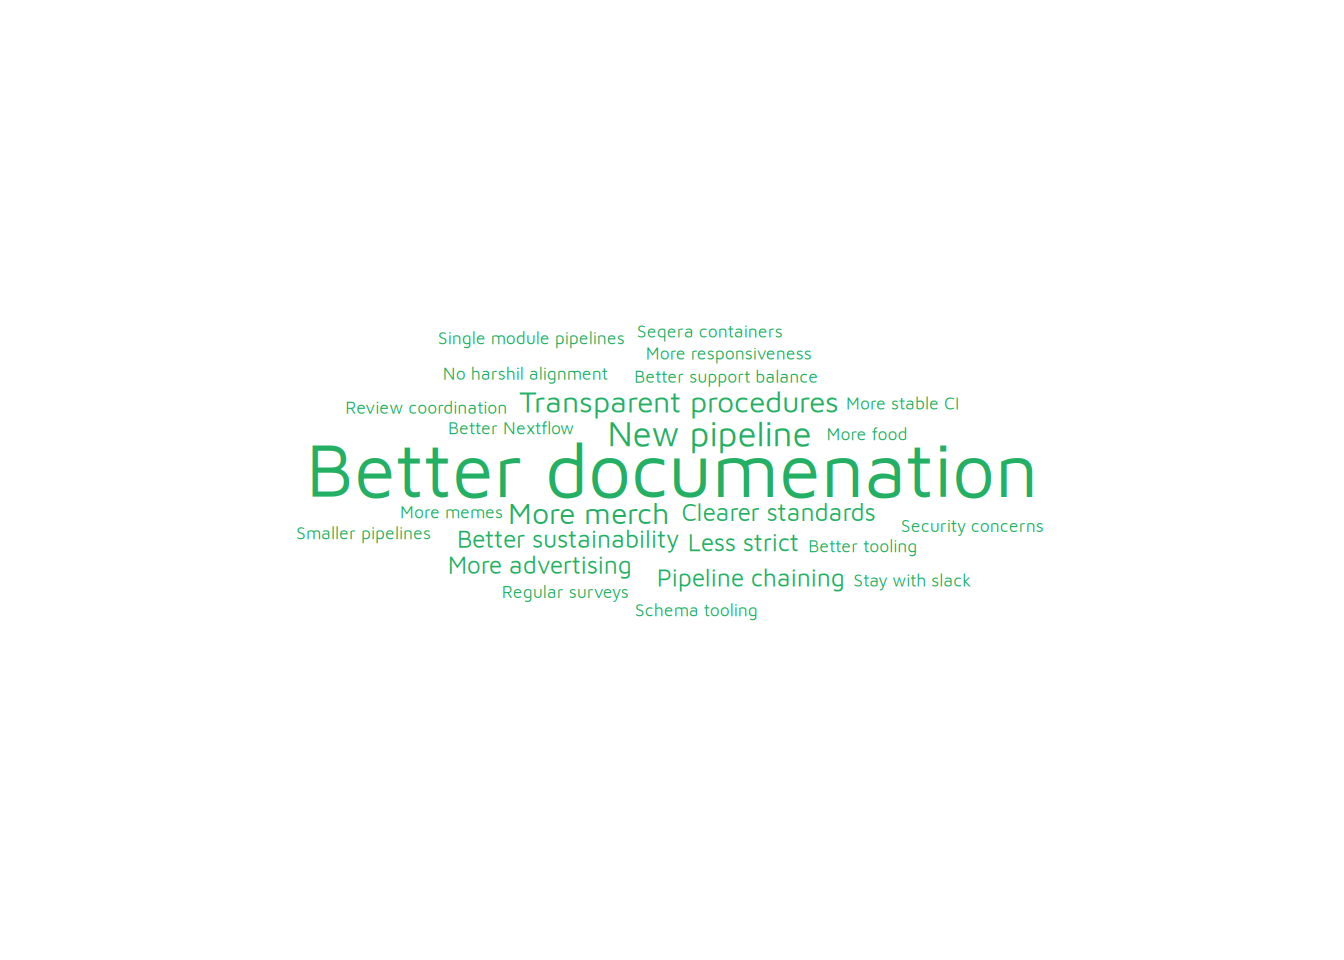 Seqera containers
Single module pipelines
More responsiveness
No harshil alignment
Better support balance
Transparent procedures
More stable CI
Review coordination
Better Nextflow
New pipeline
More food
Better documenation
More memes
More merch
Clearer standards
Security concerns
Smaller pipelines
Better sustainability
Less strict
Better tooling
More advertising
Pipeline chaining
Stay with slack
Regular surveys
Schema tooling